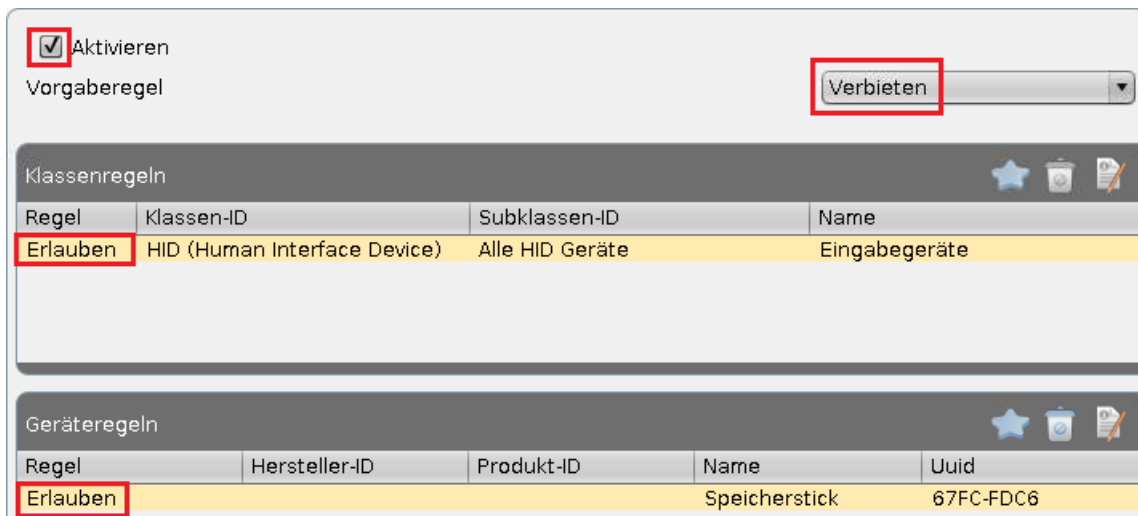 Aktivieren
Vorgaberegel Verbieten
Klassenregeln
Regel Klassen-ID Subklassen-ID Name
Erlauben HID (Human Interface Device) Alle HID Geräte Eingabegeräte
Geräteregeln
Regel Hersteller-ID Produkt-ID Name Uuid
Erlauben Speicherstick 67FC-FDC6